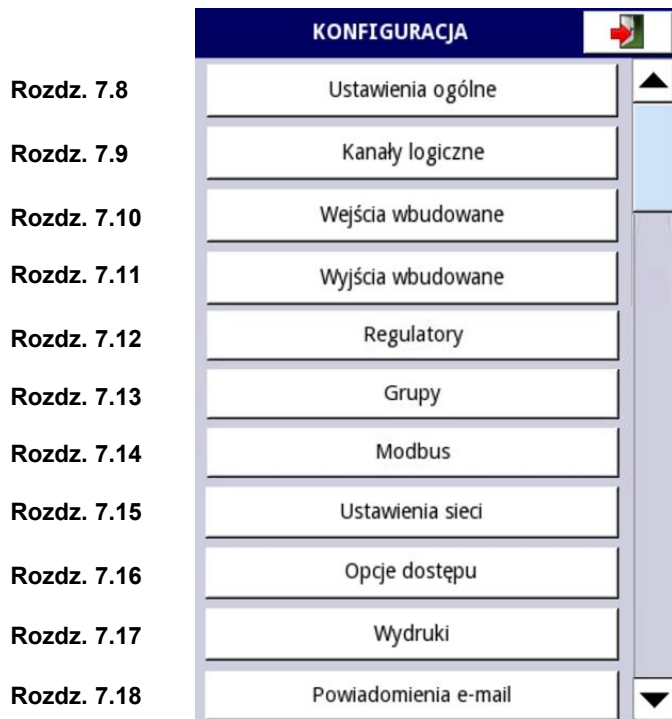 KONFIGURACJA
Rozdz. 7.8 Ustawienia ogólne
Rozdz. 7.9 Kanały logiczne
Rozdz. 7.10 Wejścia wbudowane
Rozdz. 7.11 Wyjścia wbudowane
Rozdz. 7.12 Regulatory
Rozdz. 7.13 Grupy
Rozdz. 7.14 Modbus
Rozdz. 7.15 Ustawienia sieci
Rozdz. 7.16 Opcje dostępu
Rozdz. 7.17 Wydruki
Rozdz. 7.18 Powiadomienia e-mail